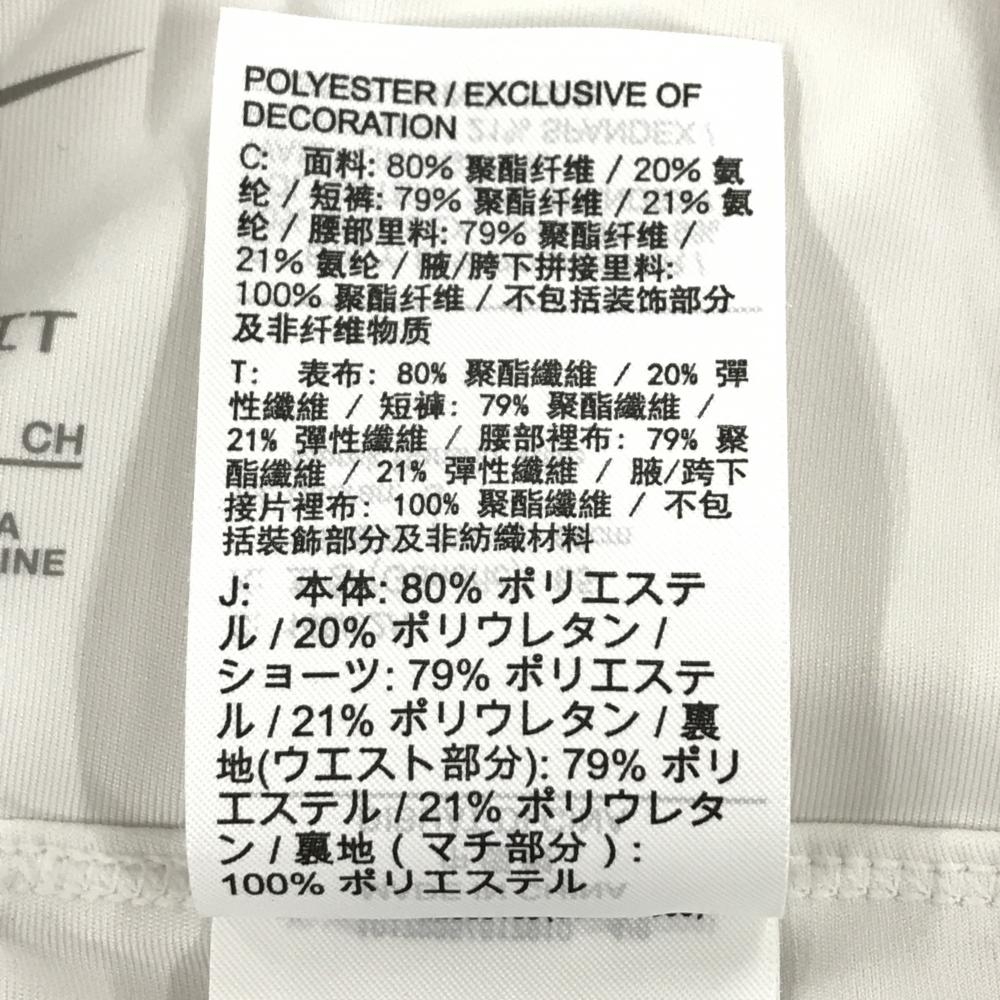 POLYESTER / EXCLUSIVE OF
DECORATION
C: 面料: 80% 聚酯纤维 / 20% 氨
纶 / 短裤: 79% 聚酯纤维 / 21% 氨
纶 / 腰部里料: 79% 聚酯纤维 /
21% 氨纶 / 腋/胯下拼接里料:
100% 聚酯纤维 / 不包括装饰部分
及非纤维物质
T: 表布: 80% 聚酯纖維 / 20% 彈
性纖維 / 短褲: 79% 聚酯纖維 /
21% 彈性纖維 / 腰部裡布: 79% 聚
酯纖維 / 21% 彈性纖維 / 腋/跨下
接片裡布: 100% 聚酯纖維 / 不包
括裝飾部分及非紡織材料
J: 本体: 80% ポリエステ
ル / 20% ポリウレタン /
ショーツ: 79% ポリエステ
ル / 21% ポリウレタン / 裏
地(ウエスト部分): 79% ポリ
エステル / 21% ポリウレタ
ン / 裏地 ( マチ部分 ) :
100% ポリエステル
CH
A
INE